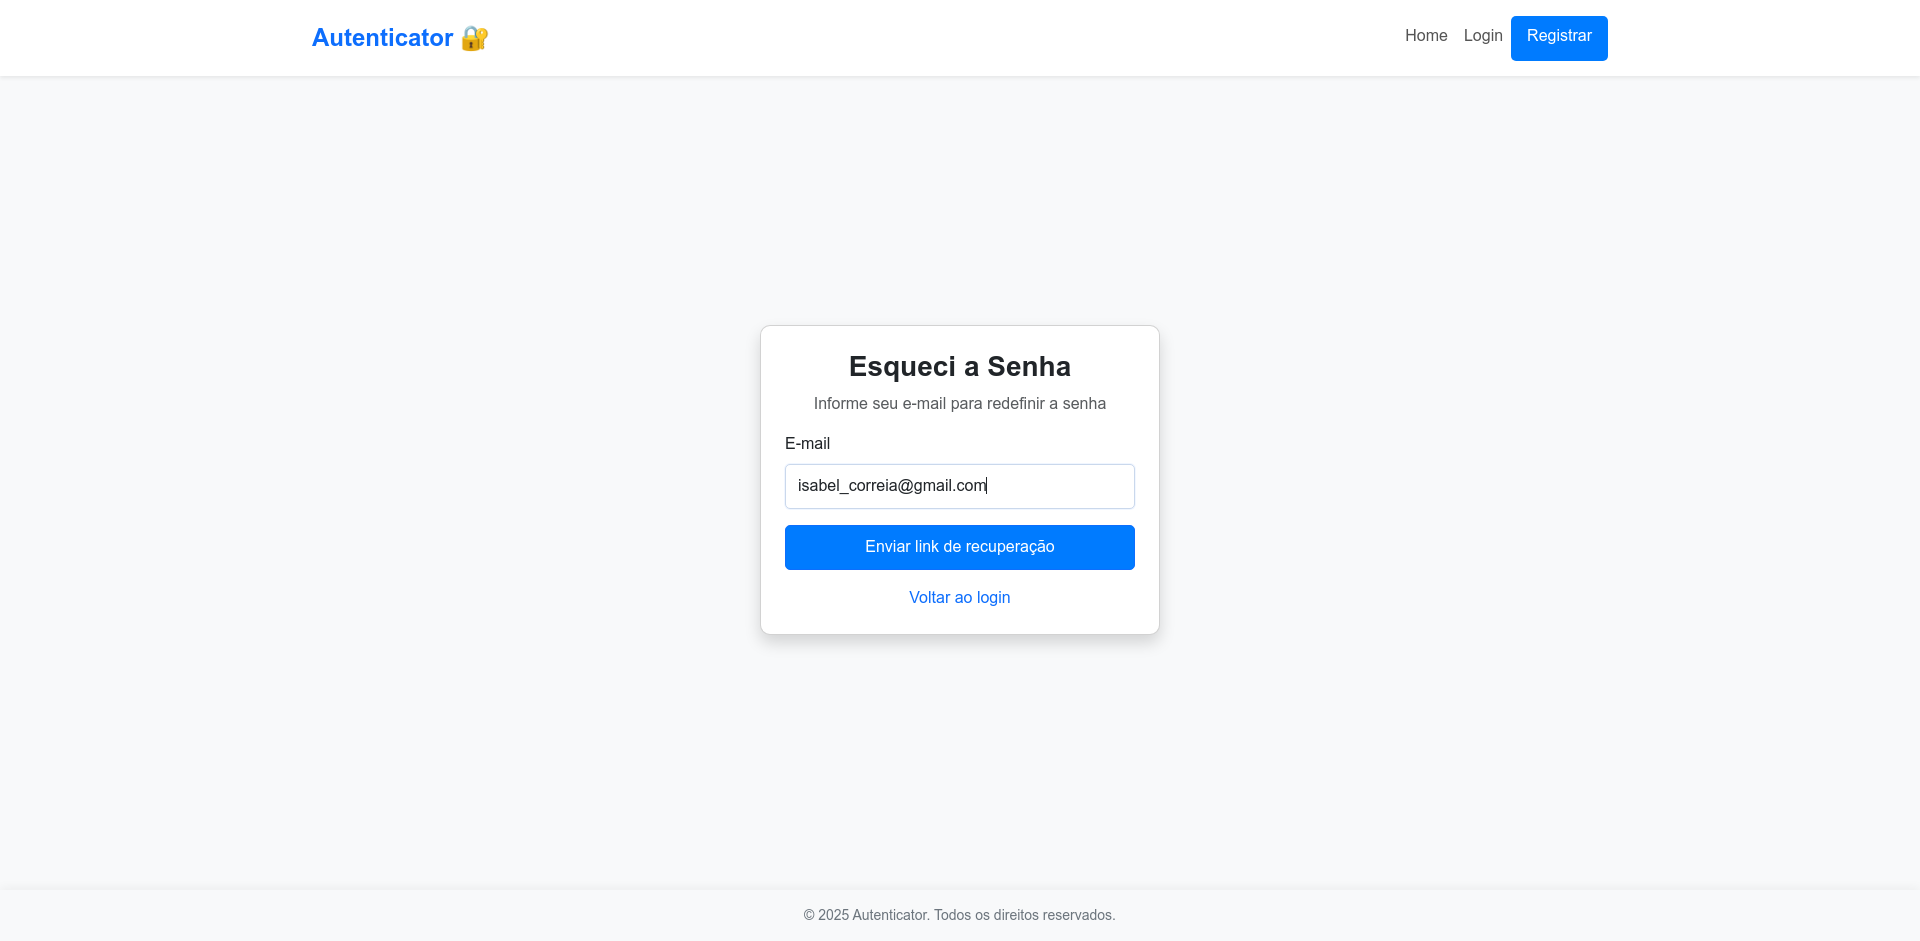 Autenticator 🔐
Home Login Registrar
Esqueci a Senha
Informe seu e-mail para redefinir a senha
E-mail
isabel_correia@gmail.com
Enviar link de recuperação
Voltar ao login
© 2025 Autenticator. Todos os direitos reservados.